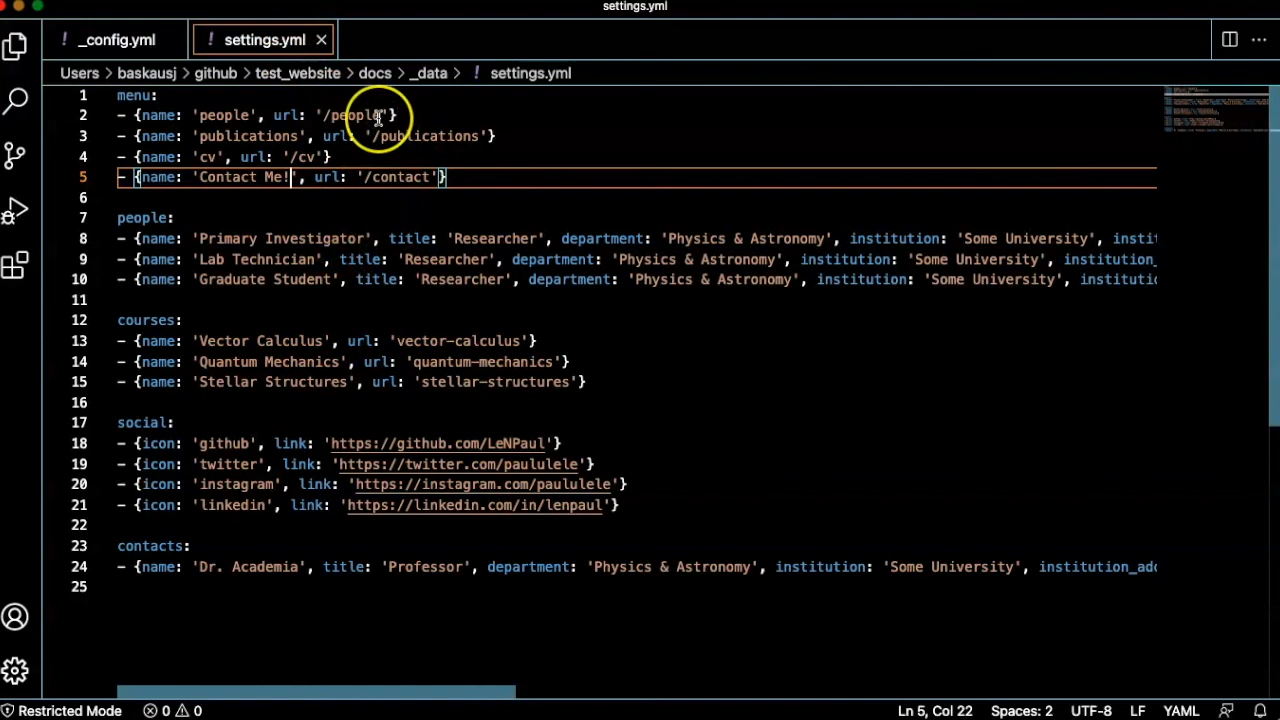 settings.yml
! _config.yml ! settings.yml ×
Users > baskausj > github > test_website > docs > _data > ! settings.yml
1 menu:
2 - {name: 'people', url: '/people'}
3 - {name: 'publications', url: '/publications'}
4 - {name: 'cv', url: '/cv'}
5 - {name: 'Contact Me!', url: '/contact'}
6
7 people:
8 - {name: 'Primary Investigator', title: 'Researcher', department: 'Physics & Astronomy', institution: 'Some University', instit
9 - {name: 'Lab Technician', title: 'Researcher', department: 'Physics & Astronomy', institution: 'Some University', institution_
10 - {name: 'Graduate Student', title: 'Researcher', department: 'Physics & Astronomy', institution: 'Some University', institutio
11
12 courses:
13 - {name: 'Vector Calculus', url: 'vector-calculus'}
14 - {name: 'Quantum Mechanics', url: 'quantum-mechanics'}
15 - {name: 'Stellar Structures', url: 'stellar-structures'}
16
17 social:
18 - {icon: 'github', link: 'https://github.com/LeNPaul'}
19 - {icon: 'twitter', link: 'https://twitter.com/paululele'}
20 - {icon: 'instagram', link: 'https://instagram.com/paululele'}
21 - {icon: 'linkedin', link: 'https://linkedin.com/in/lenpaul'}
22
23 contacts:
24 - {name: 'Dr. Academia', title: 'Professor', department: 'Physics & Astronomy', institution: 'Some University', institution_add
25
Restricted Mode 0 0 Ln 5, Col 22 Spaces: 2 UTF-8 LF YAML